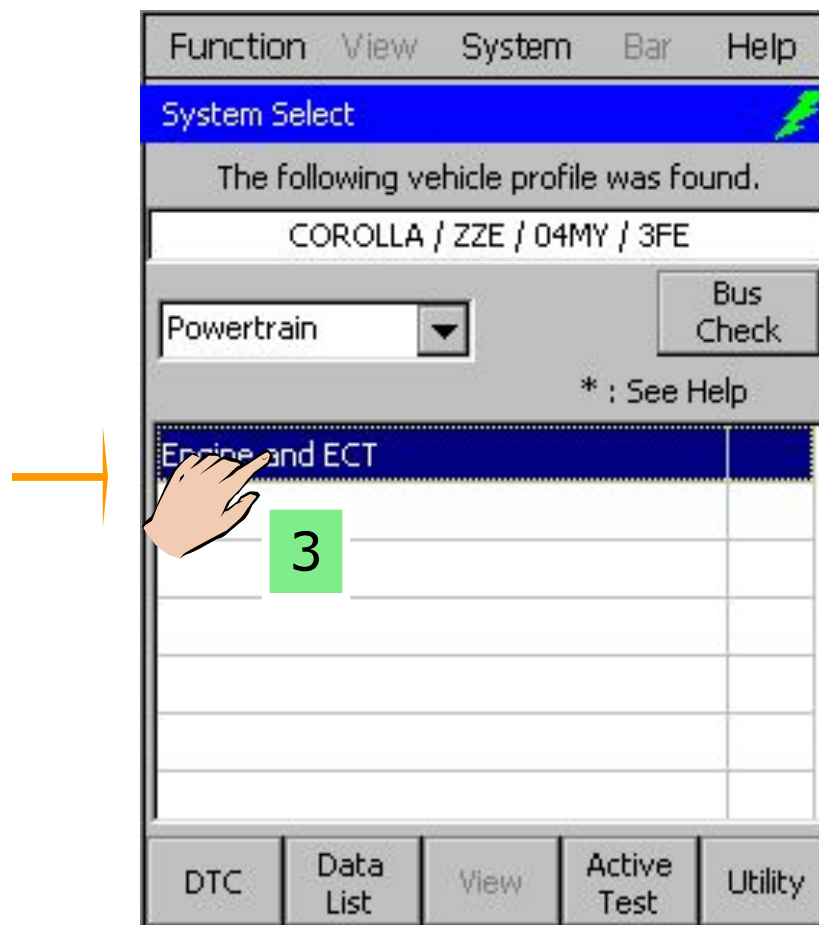 Function View System Bar Help
System Select
The following vehicle profile was found.
COROLLA / ZZE / 04MY / 3FE
Powertrain
Bus
Check
* : See Help
Engine and ECT
3
DTC Data List View Active Test Utility